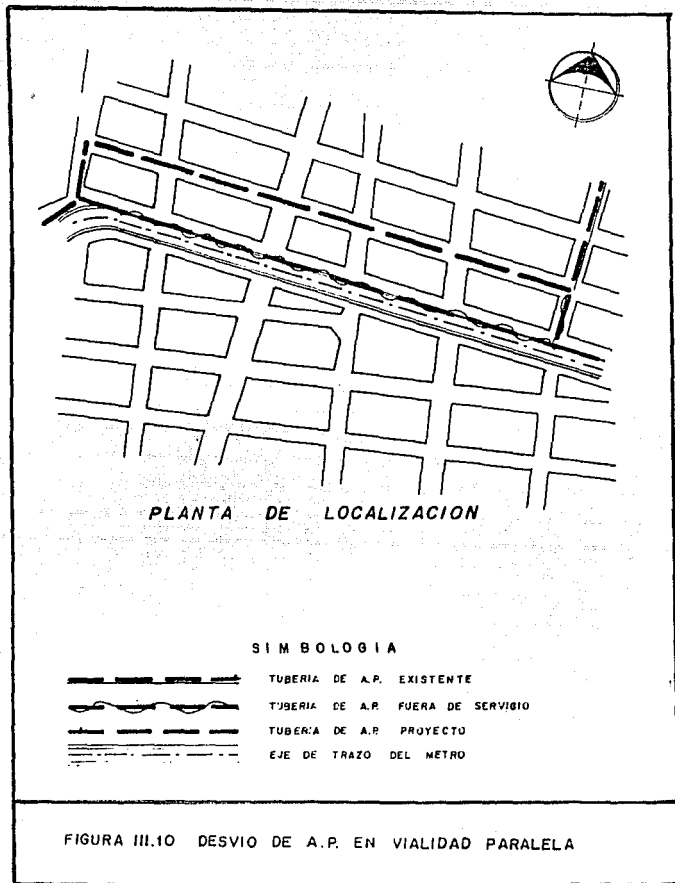 PLANTA DE LOCALIZACION
SIMBOLOGIA
TUBERIA DE A.P. EXISTENTE
TUBERIA DE A.P. FUERA DE SERVICIO
TUBERIA DE A.P. PROYECTO
EJE DE TRAZO DEL METRO
FIGURA III.10 DESVIO DE A.P. EN VIALIDAD PARALELA